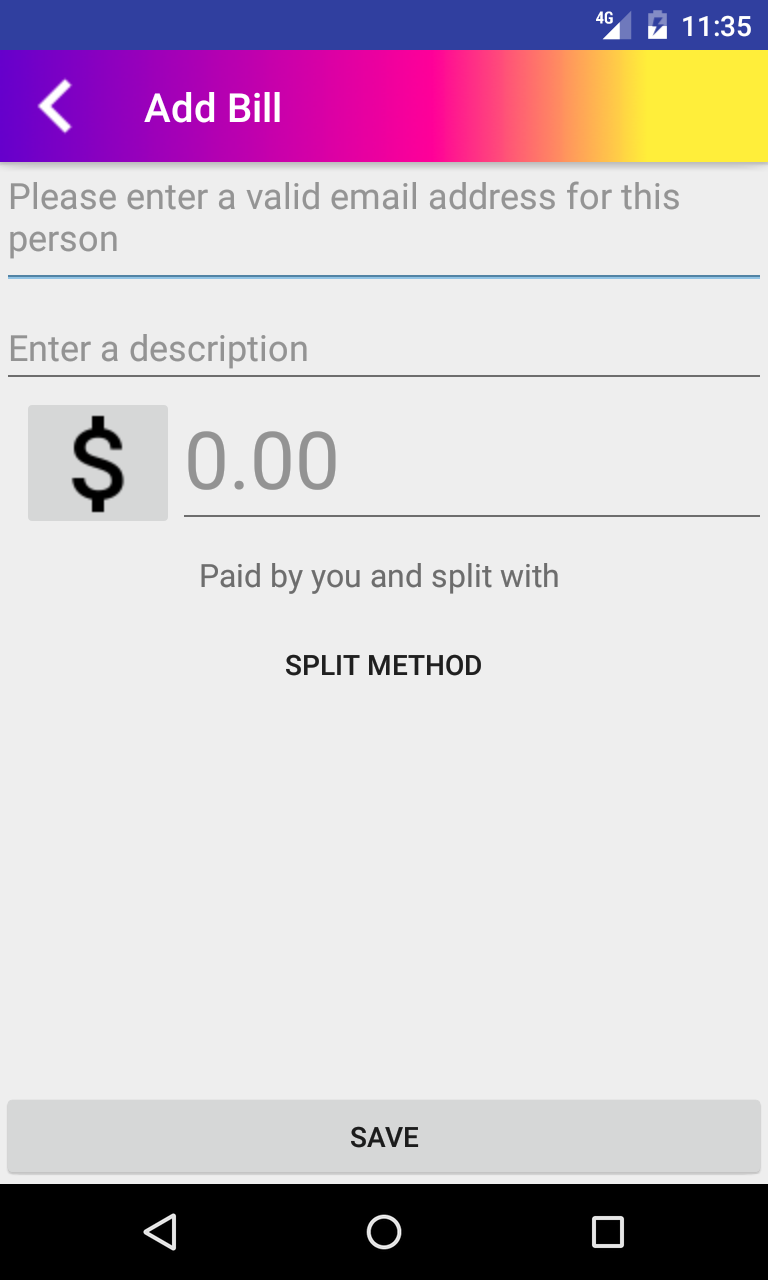 4G 11:35
Add Bill
Please enter a valid email address for this
person
Enter a description
$ 0.00
Paid by you and split with
SPLIT METHOD
SAVE